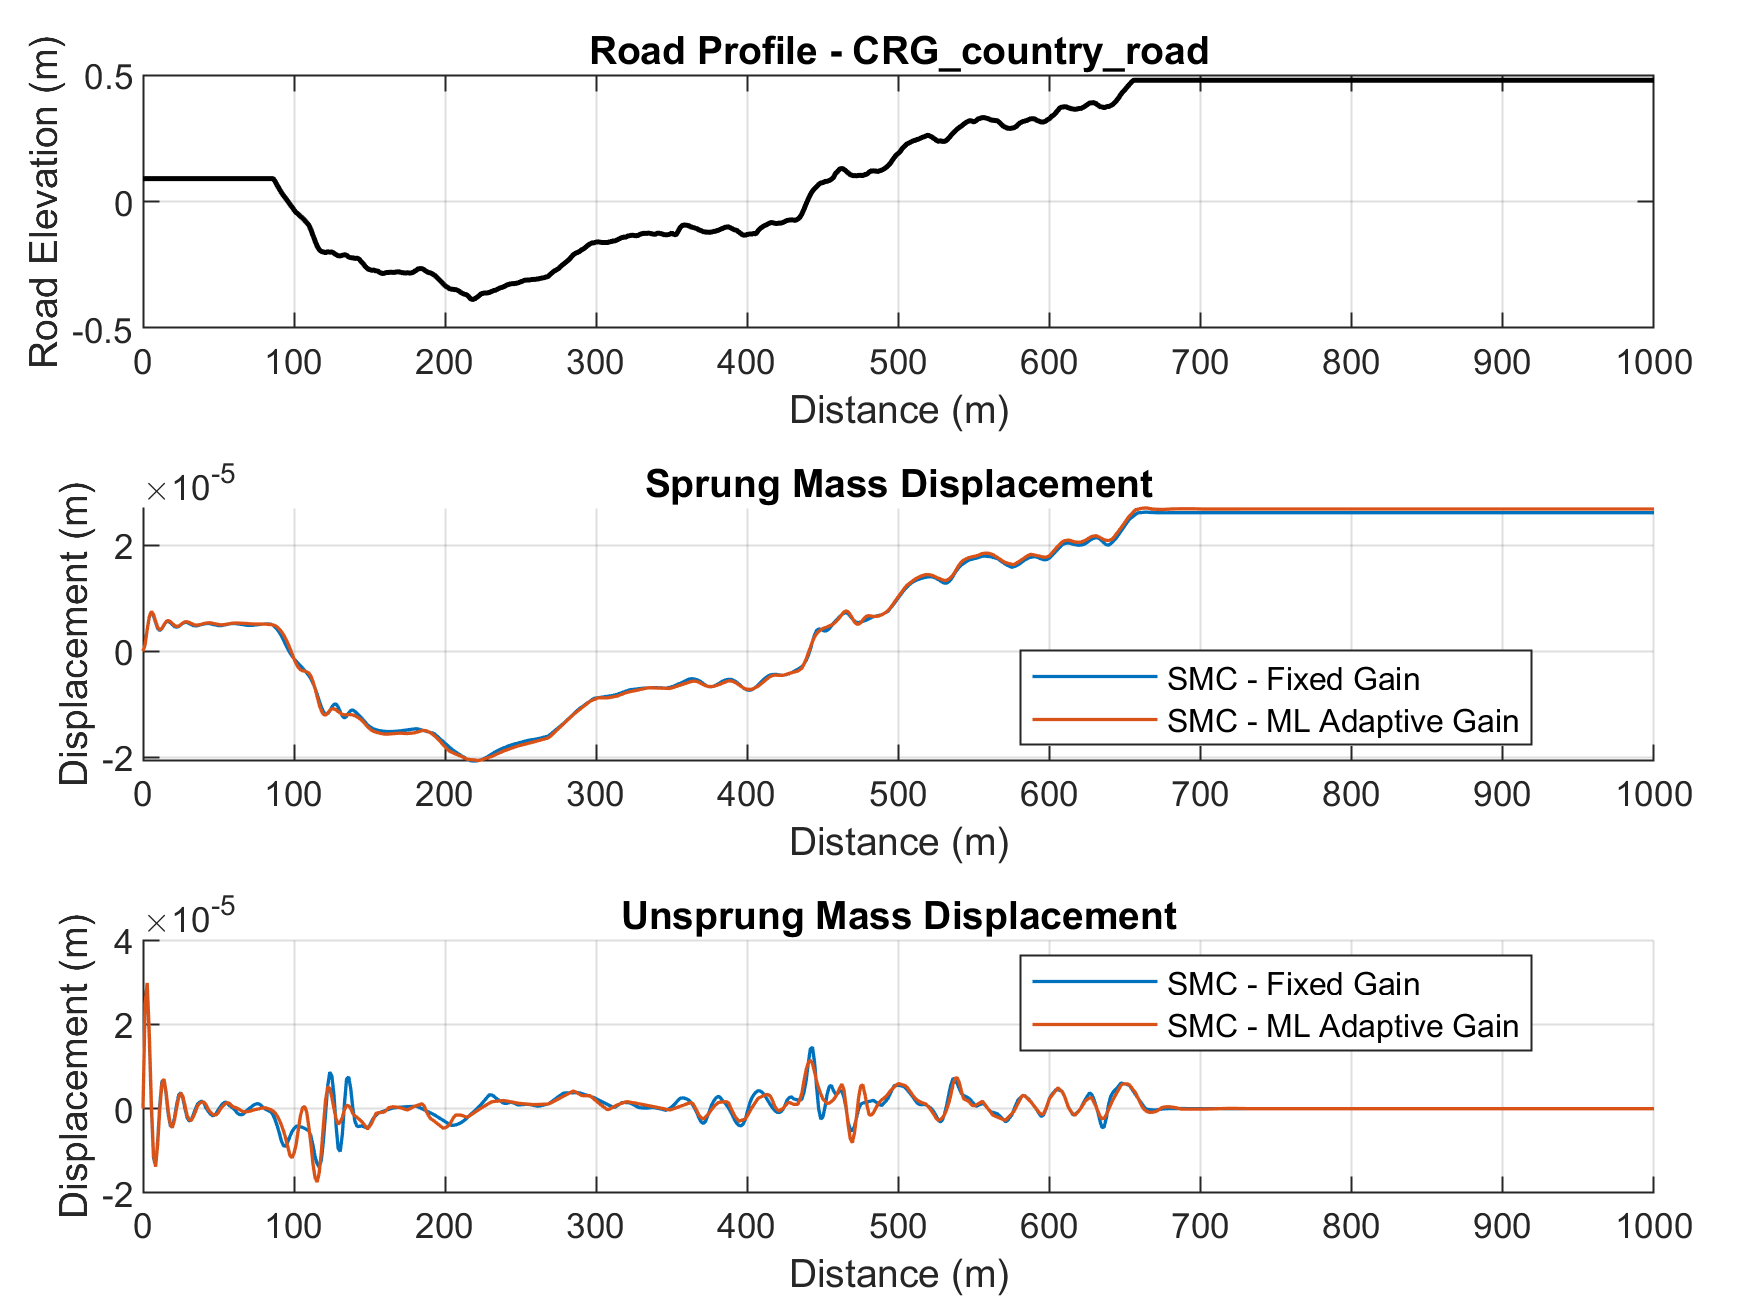 Road Profile - CRG_country_road
Road Elevation (m)
0.5
0
-0.5
0 100 200 300 400 500 600 700 800 900 1000
Distance (m)
×10-5
Sprung Mass Displacement
Displacement (m)
2
0
-2
SMC - Fixed Gain
SMC - ML Adaptive Gain
0 100 200 300 400 500 600 700 800 900 1000
Distance (m)
×10-5
Unsprung Mass Displacement
Displacement (m)
4
2
0
-2
SMC - Fixed Gain
SMC - ML Adaptive Gain
0 100 200 300 400 500 600 700 800 900 1000
Distance (m)